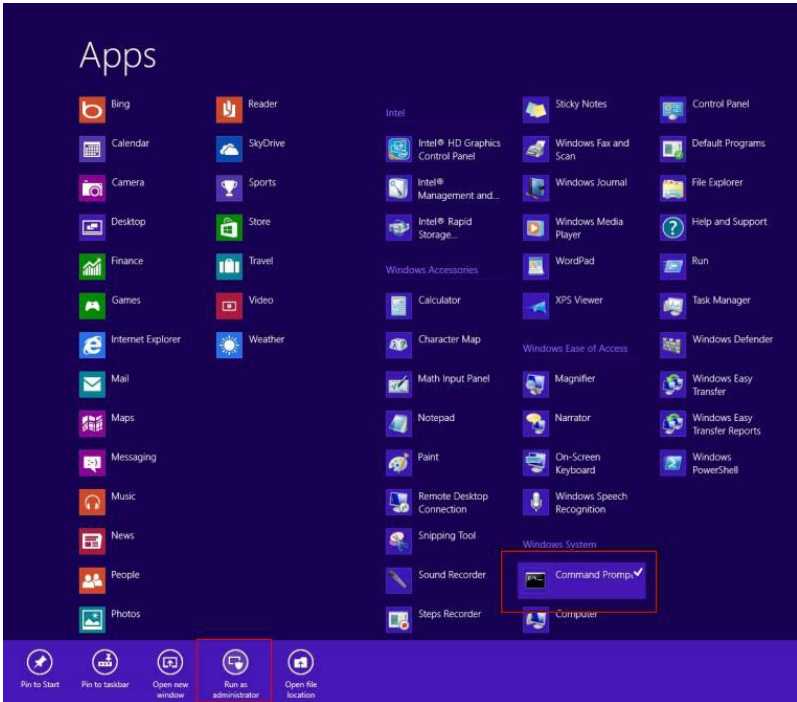 Apps
Bing
Calendar
Camera
Desktop
Finance
Games
Internet Explorer
Mail
Maps
Messaging
Music
News
People
Photos
Reader
SkyDrive
Sports
Store
Travel
Video
Weather
Intel
Intel® HD Graphics
Control Panel
Intel®
Management and...
Intel® Rapid
Storage...
Windows Accessories
Calculator
Character Map
Math Input Panel
Notepad
Paint
Remote Desktop
Connection
Snipping Tool
Sound Recorder
Steps Recorder
Sticky Notes
Windows Fax and
Scan
Windows Journal
Windows Media
Player
WordPad
XPS Viewer
Windows Ease of Access
Magnifier
Narrator
On-Screen
Keyboard
Windows Speech
Recognition
Windows System
Command Prompt
Computer
Control Panel
Default Programs
File Explorer
Help and Support
Run
Task Manager
Windows Defender
Windows Easy
Transfer
Windows Easy
Transfer Reports
Windows
PowerShell
Pin to Start
Pin to taskbar
Open new
window
Run as
administrator
Open file
location